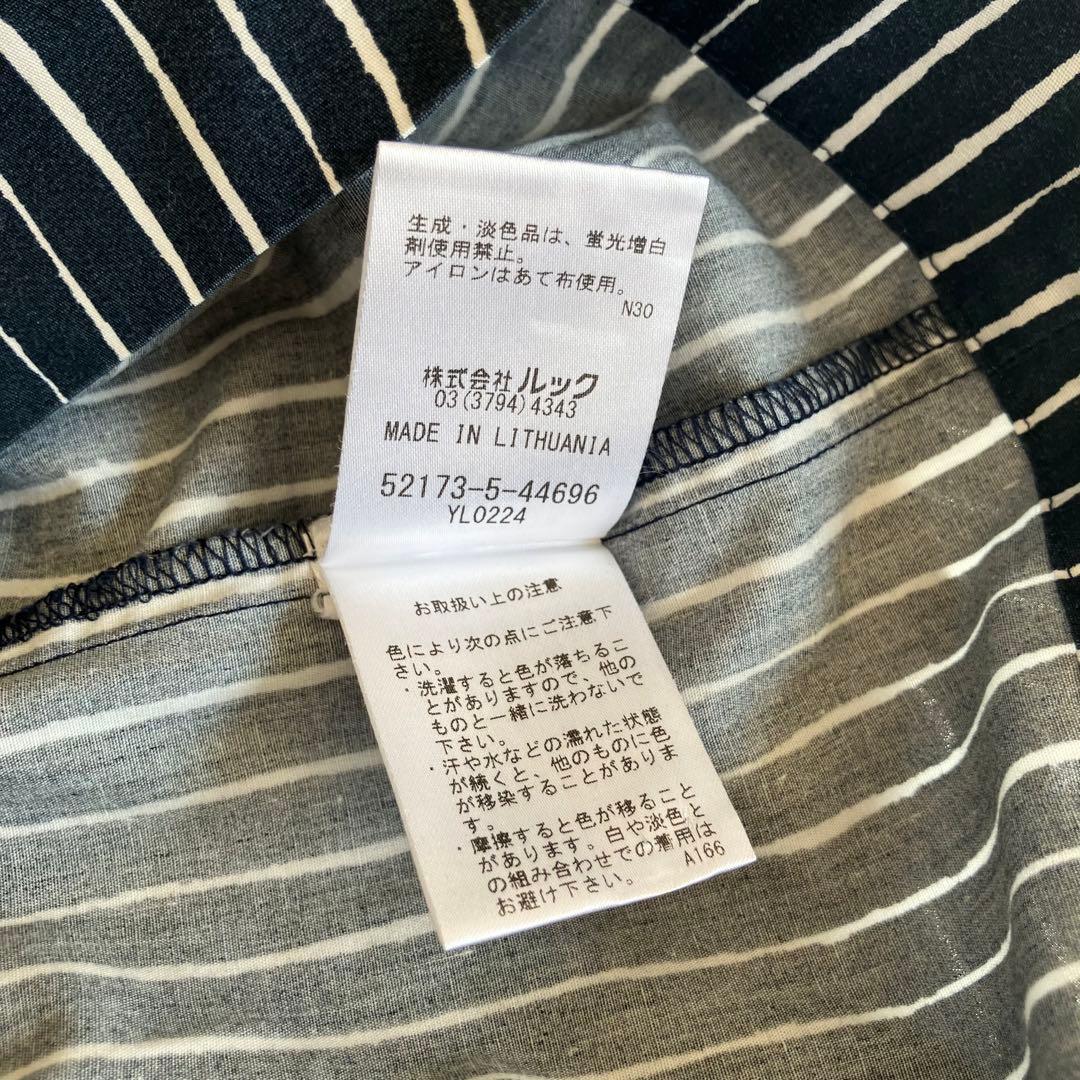 生成・淡色品は、蛍光増白
剤使用禁止。
アイロンはあて布使用。
N30
株式会社ルック
03(3794)4343
MADE IN LITHUANIA
52173-5-44696
YL0224
お取扱い上の注意
色により次の点にご注意下
さい。
・洗濯すると色が落ちるこ
とがありますので、他の
ものと一緒に洗わないで
下さい。
・汗や水などの濡れた状態
が続くと、他のものに色
が移染することがありま
す。
・摩擦すると色が移ること
があります。白や淡色と
の組み合わせでの着用は
お避け下さい。
A166